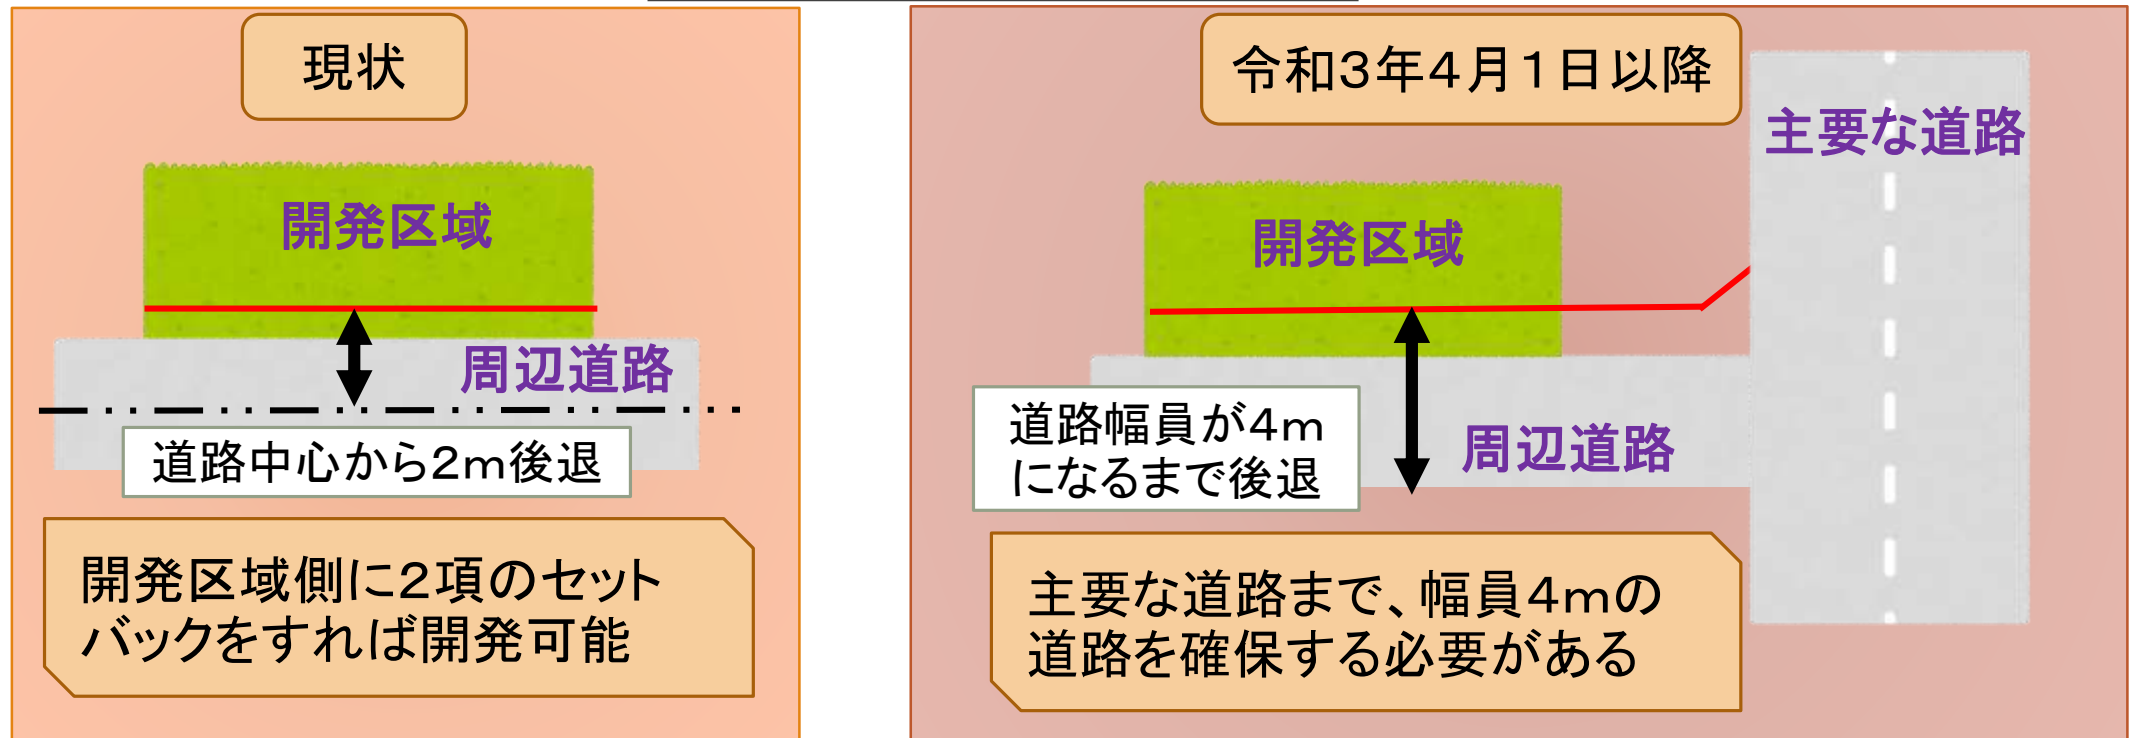 現状
開発区域
周辺道路
道路中心から2m後退
開発区域側に2項のセット
バックをすれば開発可能
令和3年4月1日以降
主要な道路
開発区域
道路幅員が4m
になるまで後退
周辺道路
主要な道路まで、幅員4mの
道路を確保する必要がある